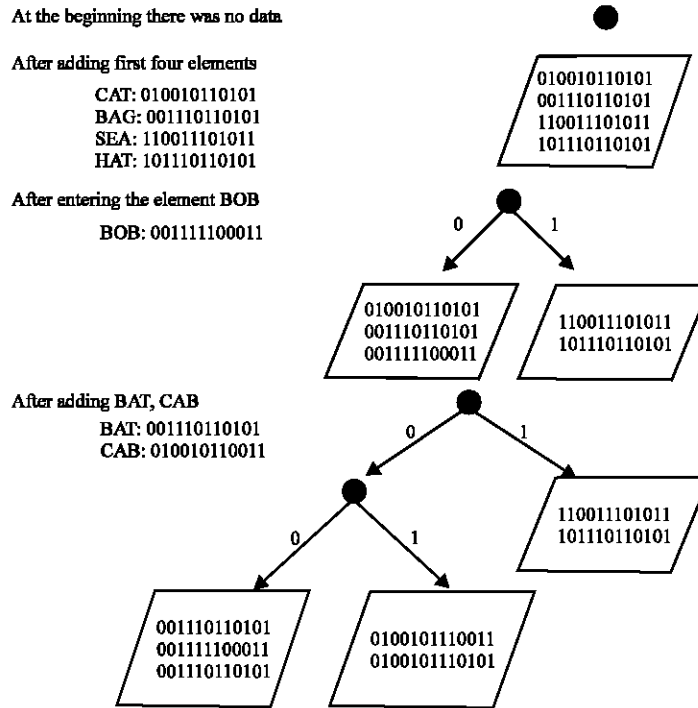 At the beginning there was no data
After adding first four elements
CAT: 010010110101
BAG: 001110110101
SEA: 110011101011
HAT: 101110110101
010010110101
001110110101
110011101011
101110110101
After entering the element BOB
BOB: 001111100011
0
1
010010110101
001110110101
001111100011
110011101011
101110110101
After adding BAT, CAB
BAT: 001110110101
CAB: 010010110011
0
1
110011101011
101110110101
0
1
001110110101
001111100011
001110110101
0100101110011
0100101110101